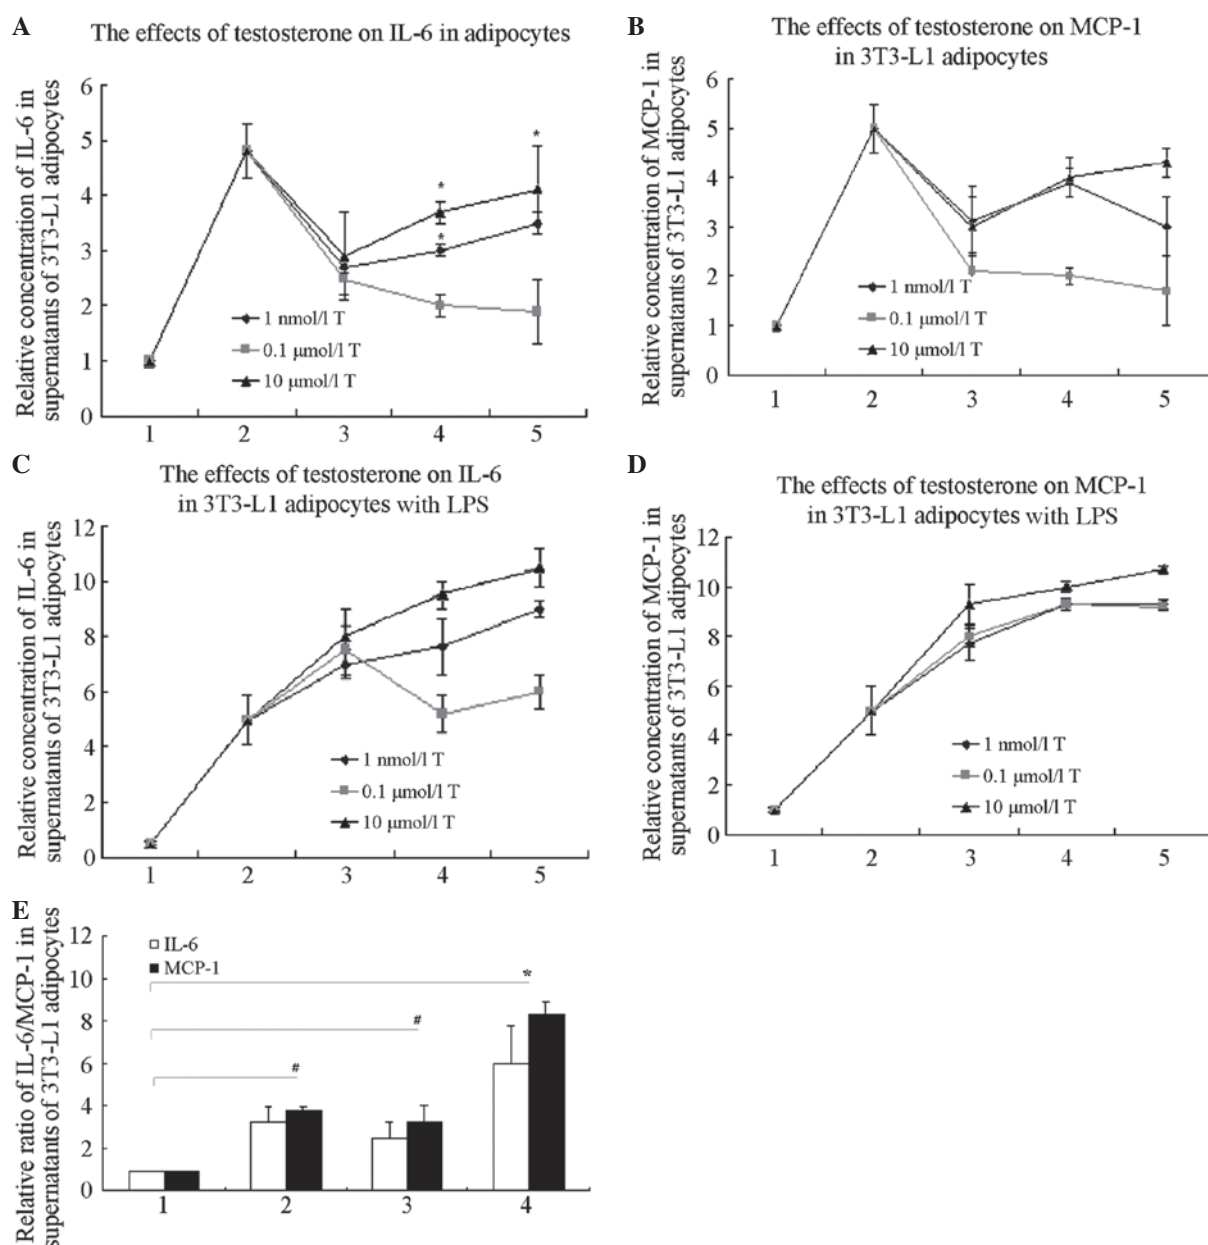 A
The effects of testosterone on IL-6 in adipocytes
Relative concentration of IL-6 in
supernatants of 3T3-L1 adipocytes
6
5
4
3
2
1
0
*
*
*
1 nmol/l T
0.1 µmol/l T
10 µmol/l T
1 2 3 4 5
B
The effects of testosterone on MCP-1
in 3T3-L1 adipocytes
Relative concentration of MCP-1 in
supernatants of 3T3-L1 adipocytes
6
5
4
3
2
1
0
1 nmol/l T
0.1 µmol/l T
10 µmol/l T
1 2 3 4 5
C
The effects of testosterone on IL-6
in 3T3-L1 adipocytes with LPS
Relative concentration of IL-6 in
supernatants of 3T3-L1 adipocytes
12
10
8
6
4
2
0
1 nmol/l T
0.1 µmol/l T
10 µmol/l T
1 2 3 4 5
D
The effects of testosterone on MCP-1
in 3T3-L1 adipocytes with LPS
Relative concentration of MCP-1 in
supernatants of 3T3-L1 adipocytes
12
10
8
6
4
2
0
1 nmol/l T
0.1 µmol/l T
10 µmol/l T
1 2 3 4 5
E
Relative ratio of IL-6/MCP-1 in
supernatants of 3T3-L1 adipocytes
12
10
8
6
4
2
0
IL-6
MCP-1
*
#
#
1 2 3 4